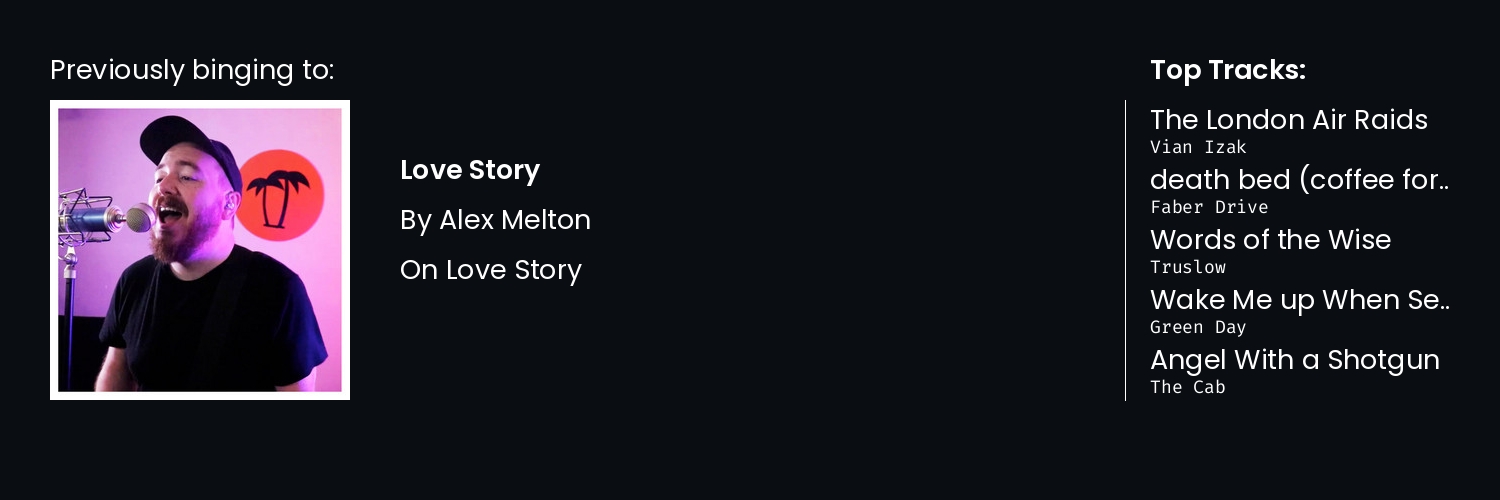 Previously binging to:
Love Story
By Alex Melton
On Love Story
Top Tracks:
The London Air Raids
Vian Izak
death bed (coffee for..
Faber Drive
Words of the Wise
Truslow
Wake Me up When Se..
Green Day
Angel With a Shotgun
The Cab